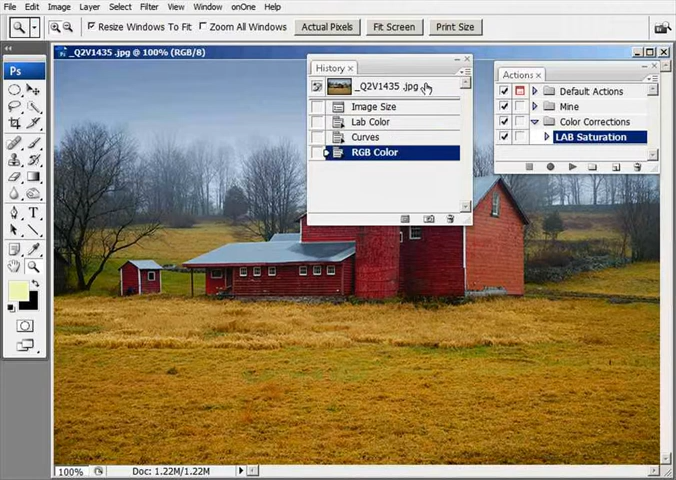 File Edit Image Layer Select Filter View Window onOne Help
Resize Windows To Fit Zoom All Windows Actual Pixels Fit Screen Print Size
_Q2V1435 .jpg @ 100% (RGB/8)
Ps
History ×
_Q2V1435 .jpg
Image Size
Lab Color
Curves
RGB Color
Actions ×
Default Actions
Mine
Color Corrections
LAB Saturation
T
100% Doc: 1.22M/1.22M